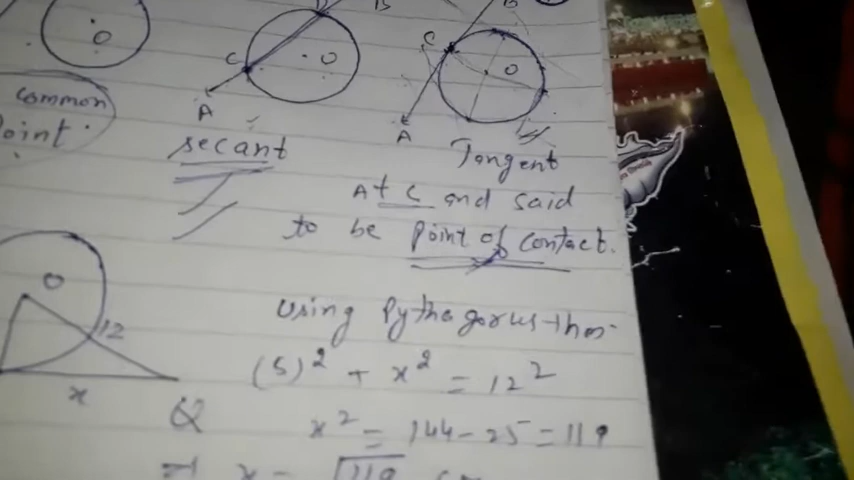 O
C
O
B
A
C
O
B
A
common
Point.
secant
Tangent
At C and said
to be point of contact.
O
12
x
Q
using Pythagorus
(5)² + x² = 12²
x² = 144-25 = 119
x = √119